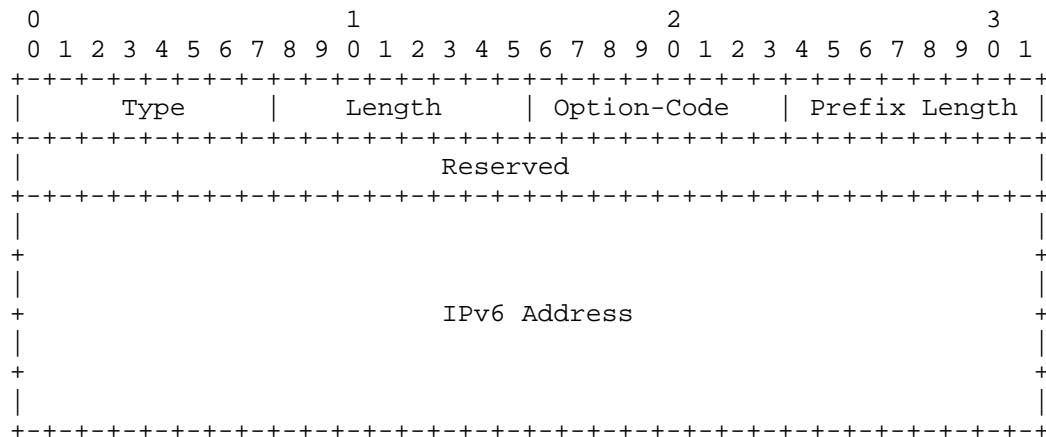 0                   1                   2                   3
 0 1 2 3 4 5 6 7 8 9 0 1 2 3 4 5 6 7 8 9 0 1 2 3 4 5 6 7 8 9 0 1
+-+-+-+-+-+-+-+-+-+-+-+-+-+-+-+-+-+-+-+-+-+-+-+-+-+-+-+-+-+-+-+-+
|      Type     |    Length     | Option-Code   | Prefix Length |
+-+-+-+-+-+-+-+-+-+-+-+-+-+-+-+-+-+-+-+-+-+-+-+-+-+-+-+-+-+-+-+-+
|                          Reserved                             |
+-+-+-+-+-+-+-+-+-+-+-+-+-+-+-+-+-+-+-+-+-+-+-+-+-+-+-+-+-+-+-+-+
|                                                               |
+                                                               +
|                                                               |
+                          IPv6 Address                         +
|                                                               |
+                                                               +
|                                                               |
+-+-+-+-+-+-+-+-+-+-+-+-+-+-+-+-+-+-+-+-+-+-+-+-+-+-+-+-+-+-+-+-+